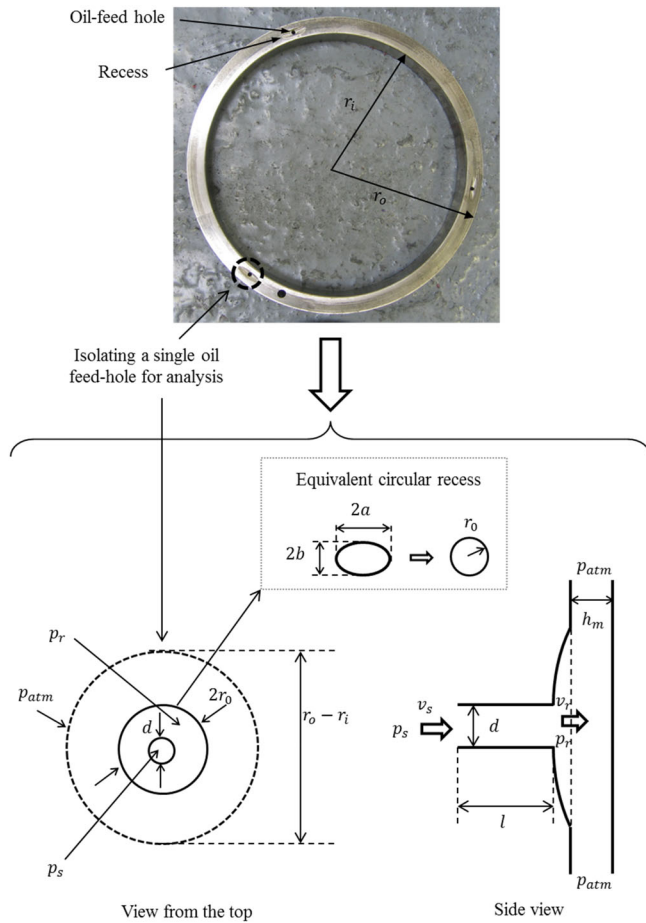 Oil-feed hole
Recess
r_i
r_o
Isolating a single oil
feed-hole for analysis
Equivalent circular recess
2a
2b
r_0
p_r
p_atm
2r_0
d
r_o − r_i
p_s
View from the top
p_atm
h_m
v_s
v_r
p_s
d
p_r
l
p_atm
Side view